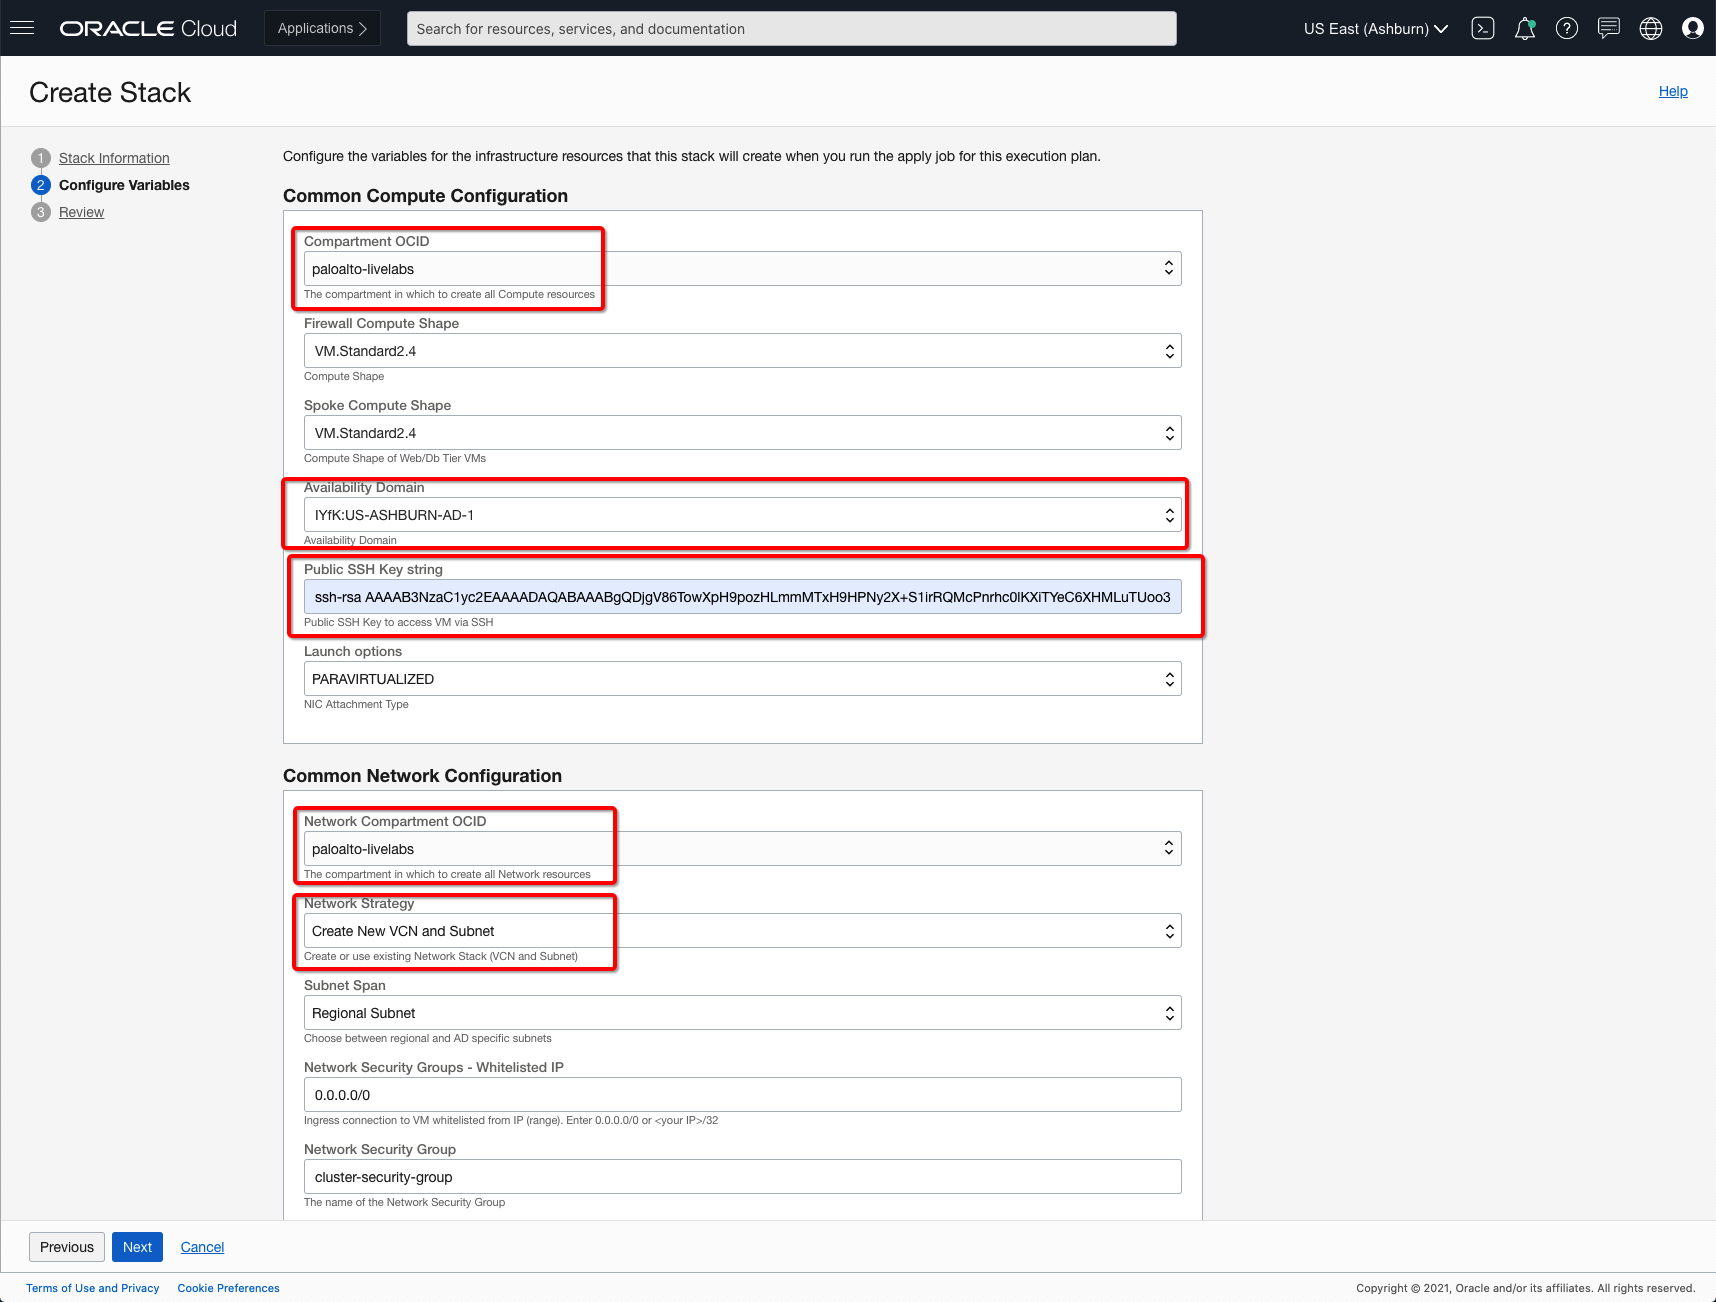 ORACLE Cloud
Applications
Search for resources, services, and documentation
US East (Ashburn)
Create Stack
Help
1 Stack Information
2 Configure Variables
3 Review
Configure the variables for the infrastructure resources that this stack will create when you run the apply job for this execution plan.
Common Compute Configuration
Compartment OCID
paloalto-livelabs
The compartment in which to create all Compute resources
Firewall Compute Shape
VM.Standard2.4
Compute Shape
Spoke Compute Shape
VM.Standard2.4
Compute Shape of Web/Db Tier VMs
Availability Domain
IYfK:US-ASHBURN-AD-1
Availability Domain
Public SSH Key string
ssh-rsa AAAAB3NzaC1yc2EAAAADAQABAAABgQDjgV86TowXpH9pozHLmmMTxH9HPNy2X+S1irRQMcPnrhc0lKXiTYeC6XHMLuTUoo3
Public SSH Key to access VM via SSH
Launch options
PARAVIRTUALIZED
NIC Attachment Type
Common Network Configuration
Network Compartment OCID
paloalto-livelabs
The compartment in which to create all Network resources
Network Strategy
Create New VCN and Subnet
Create or use existing Network Stack (VCN and Subnet)
Subnet Span
Regional Subnet
Choose between regional and AD specific subnets
Network Security Groups - Whitelisted IP
0.0.0.0/0
Ingress connection to VM whitelisted from IP (range). Enter 0.0.0.0/0 or <your IP>/32
Network Security Group
cluster-security-group
The name of the Network Security Group
Previous
Next
Cancel
Terms of Use and Privacy
Cookie Preferences
Copyright © 2021, Oracle and/or its affiliates. All rights reserved.